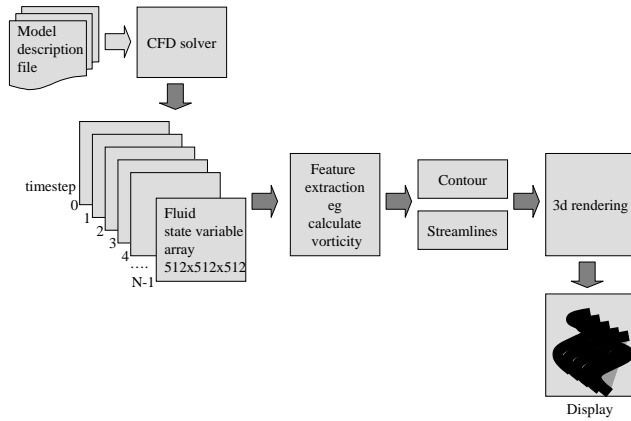 Model
description
file
CFD solver
timestep
0
1
2
3
4
....
N-1
Fluid
state variable
array
512x512x512
Feature
extraction
eg
calculate
vorticity
Contour
Streamlines
3d rendering
Display